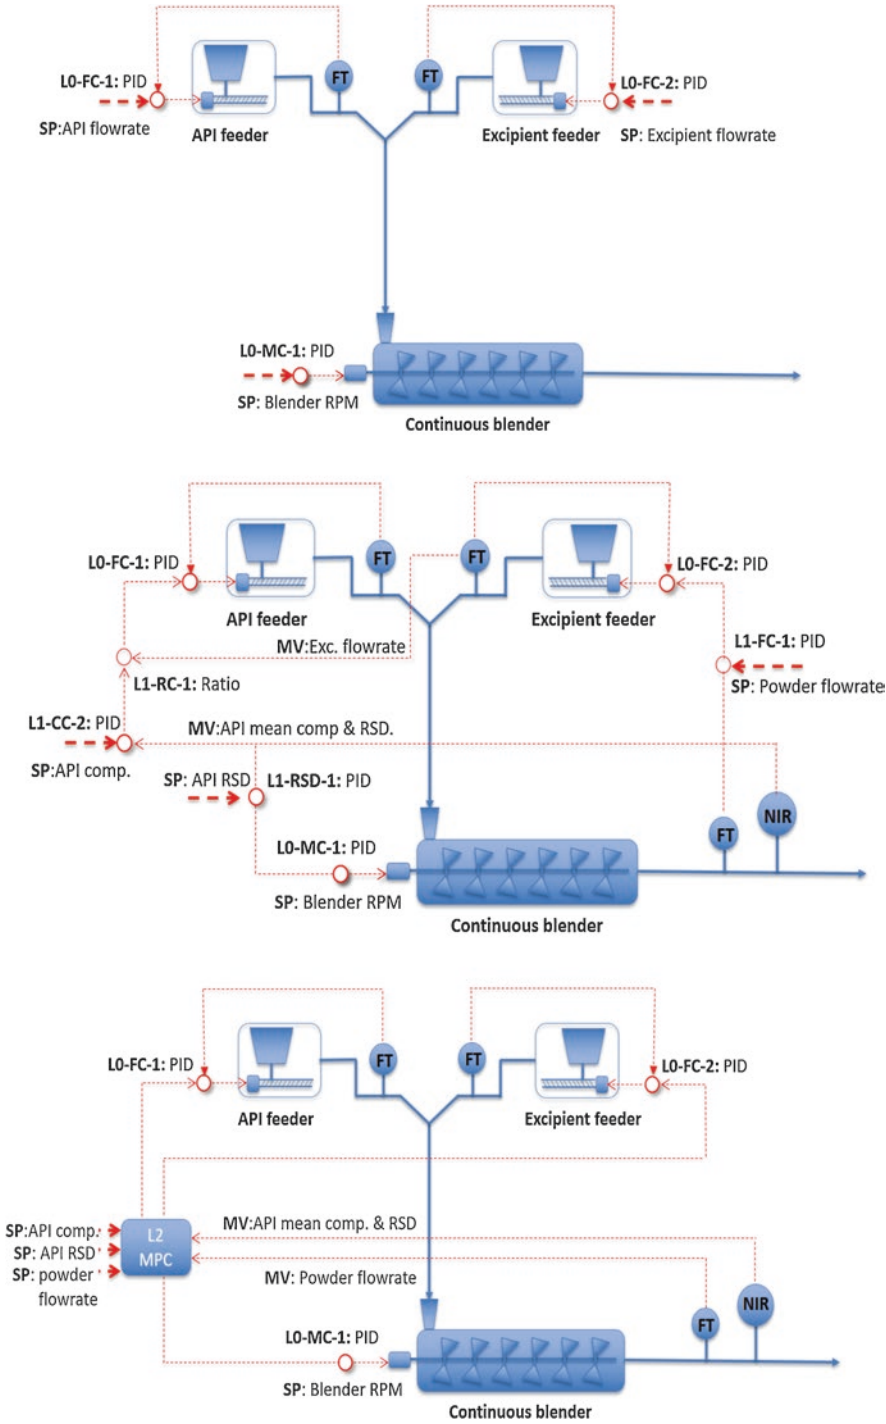 L0-FC-1: PID
SP:API flowrate
API feeder
FT
FT
Excipient feeder
L0-FC-2: PID
SP: Excipient flowrate
L0-MC-1: PID
SP: Blender RPM
Continuous blender
L0-FC-1: PID
API feeder
FT
FT
Excipient feeder
L0-FC-2: PID
MV:Exc. flowrate
L1-FC-1: PID
SP: Powder flowrate
L1-RC-1: Ratio
L1-CC-2: PID
SP:API comp.
MV:API mean comp & RSD.
SP: API RSD
L1-RSD-1: PID
L0-MC-1: PID
SP: Blender RPM
FT
NIR
Continuous blender
L0-FC-1: PID
API feeder
FT
FT
Excipient feeder
L0-FC-2: PID
SP:API comp.
SP: API RSD
SP: powder
flowrate
L2
MPC
MV:API mean comp. & RSD
MV: Powder flowrate
L0-MC-1: PID
SP: Blender RPM
FT
NIR
Continuous blender